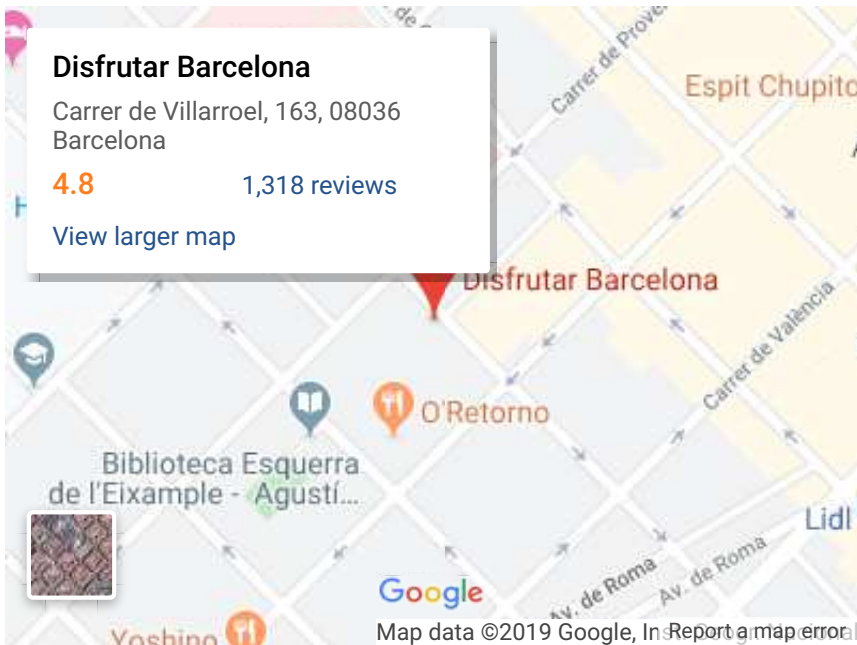 Disfrutar Barcelona
Carrer de Villarroel, 163, 08036
Barcelona
4.8 1,318 reviews
View larger map
Carrer de
Espit Chupito
Disfrutar Barcelona
Carrer de València
O'Retorno
Biblioteca Esquerra
de l'Eixample - Agustí...
Lidl
Av. de Roma
Av. de Roma
Google
Yoshino
Map data ©2019 Google, In
Report a map error